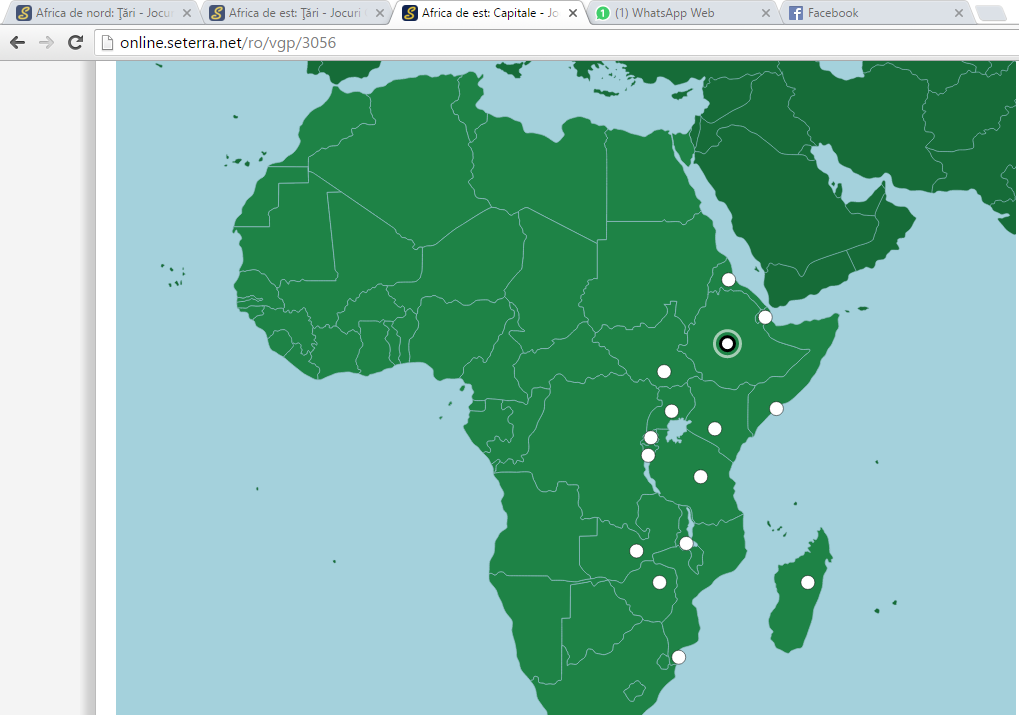 Africa de nord: Țări - Jocu
Africa de est: Țări - Jocuri
Africa de est: Capitale - Jo
(1) WhatsApp Web
Facebook
online.seterra.net/ro/vgp/3056